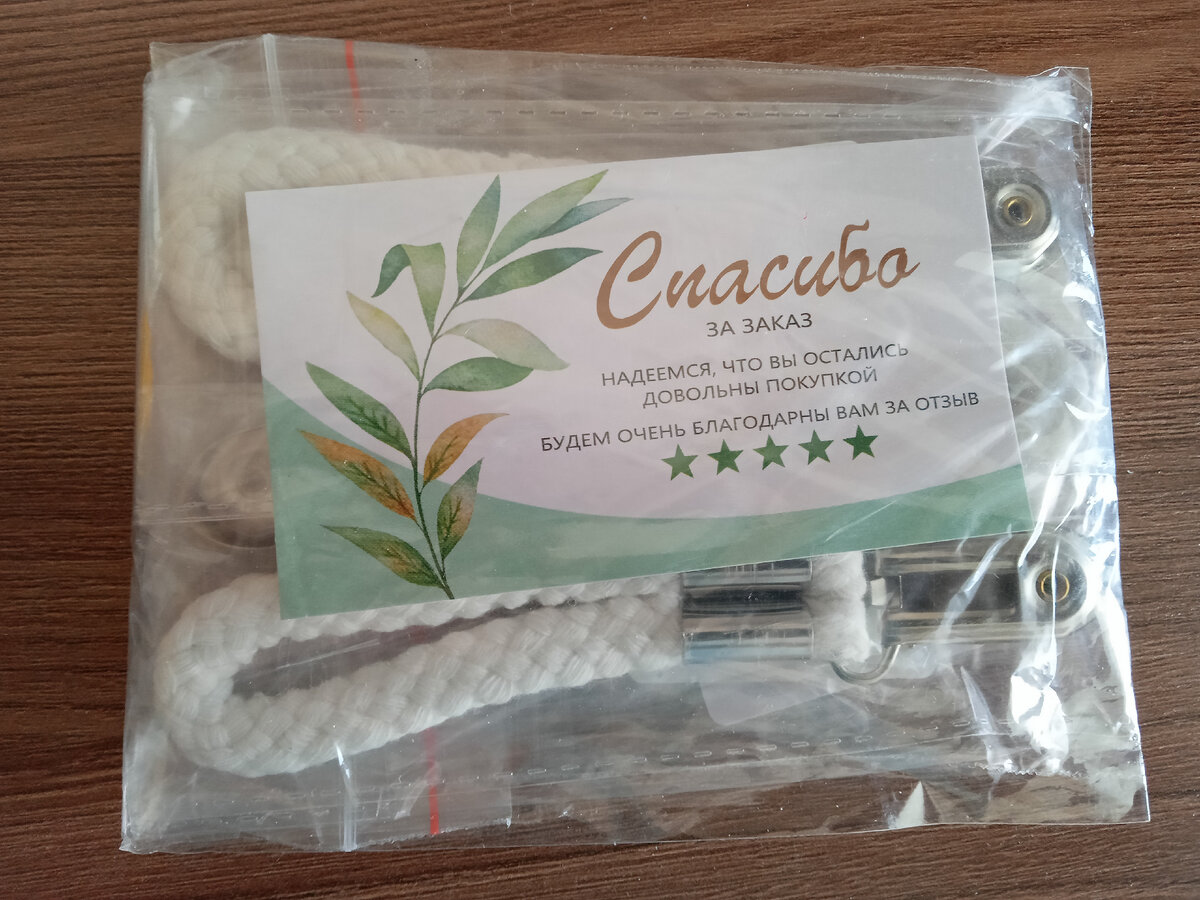 Спасибо
ЗА ЗАКАЗ
НАДЕЕМСЯ, ЧТО ВЫ ОСТАЛИСЬ
ДОВОЛЬНЫ ПОКУПКОЙ
БУДЕМ ОЧЕНЬ БЛАГОДАРНЫ ВАМ ЗА ОТЗЫВ